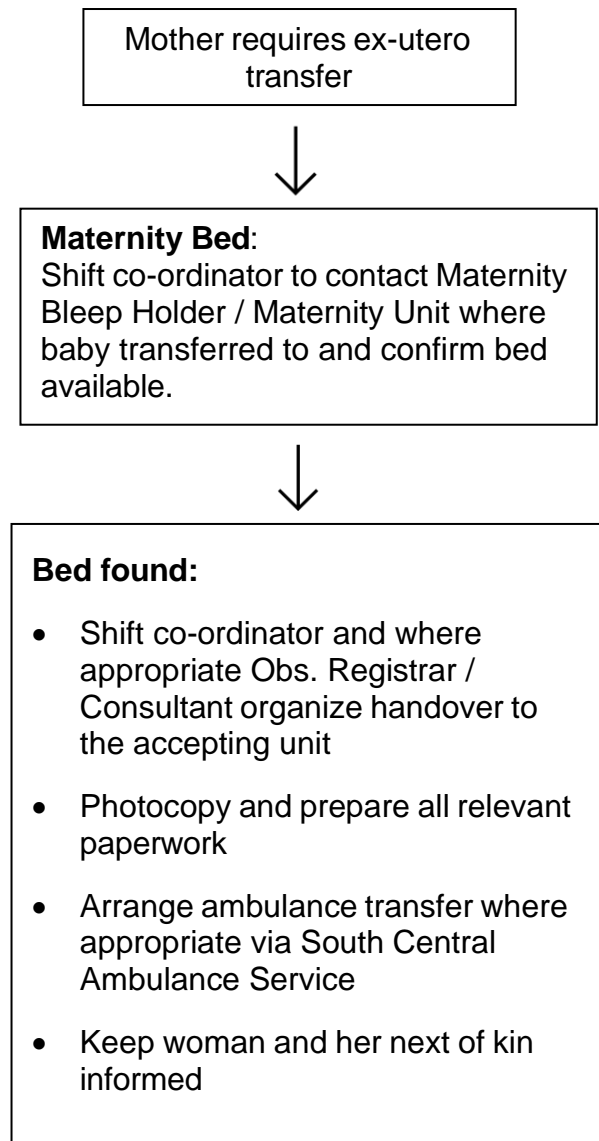 Mother requires ex-utero
transfer
Maternity Bed:
Shift co-ordinator to contact Maternity
Bleep Holder / Maternity Unit where
baby transferred to and confirm bed
available.
Bed found:
• Shift co-ordinator and where
appropriate Obs. Registrar /
Consultant organize handover to
the accepting unit
• Photocopy and prepare all relevant
paperwork
• Arrange ambulance transfer where
appropriate via South Central
Ambulance Service
• Keep woman and her next of kin
informed